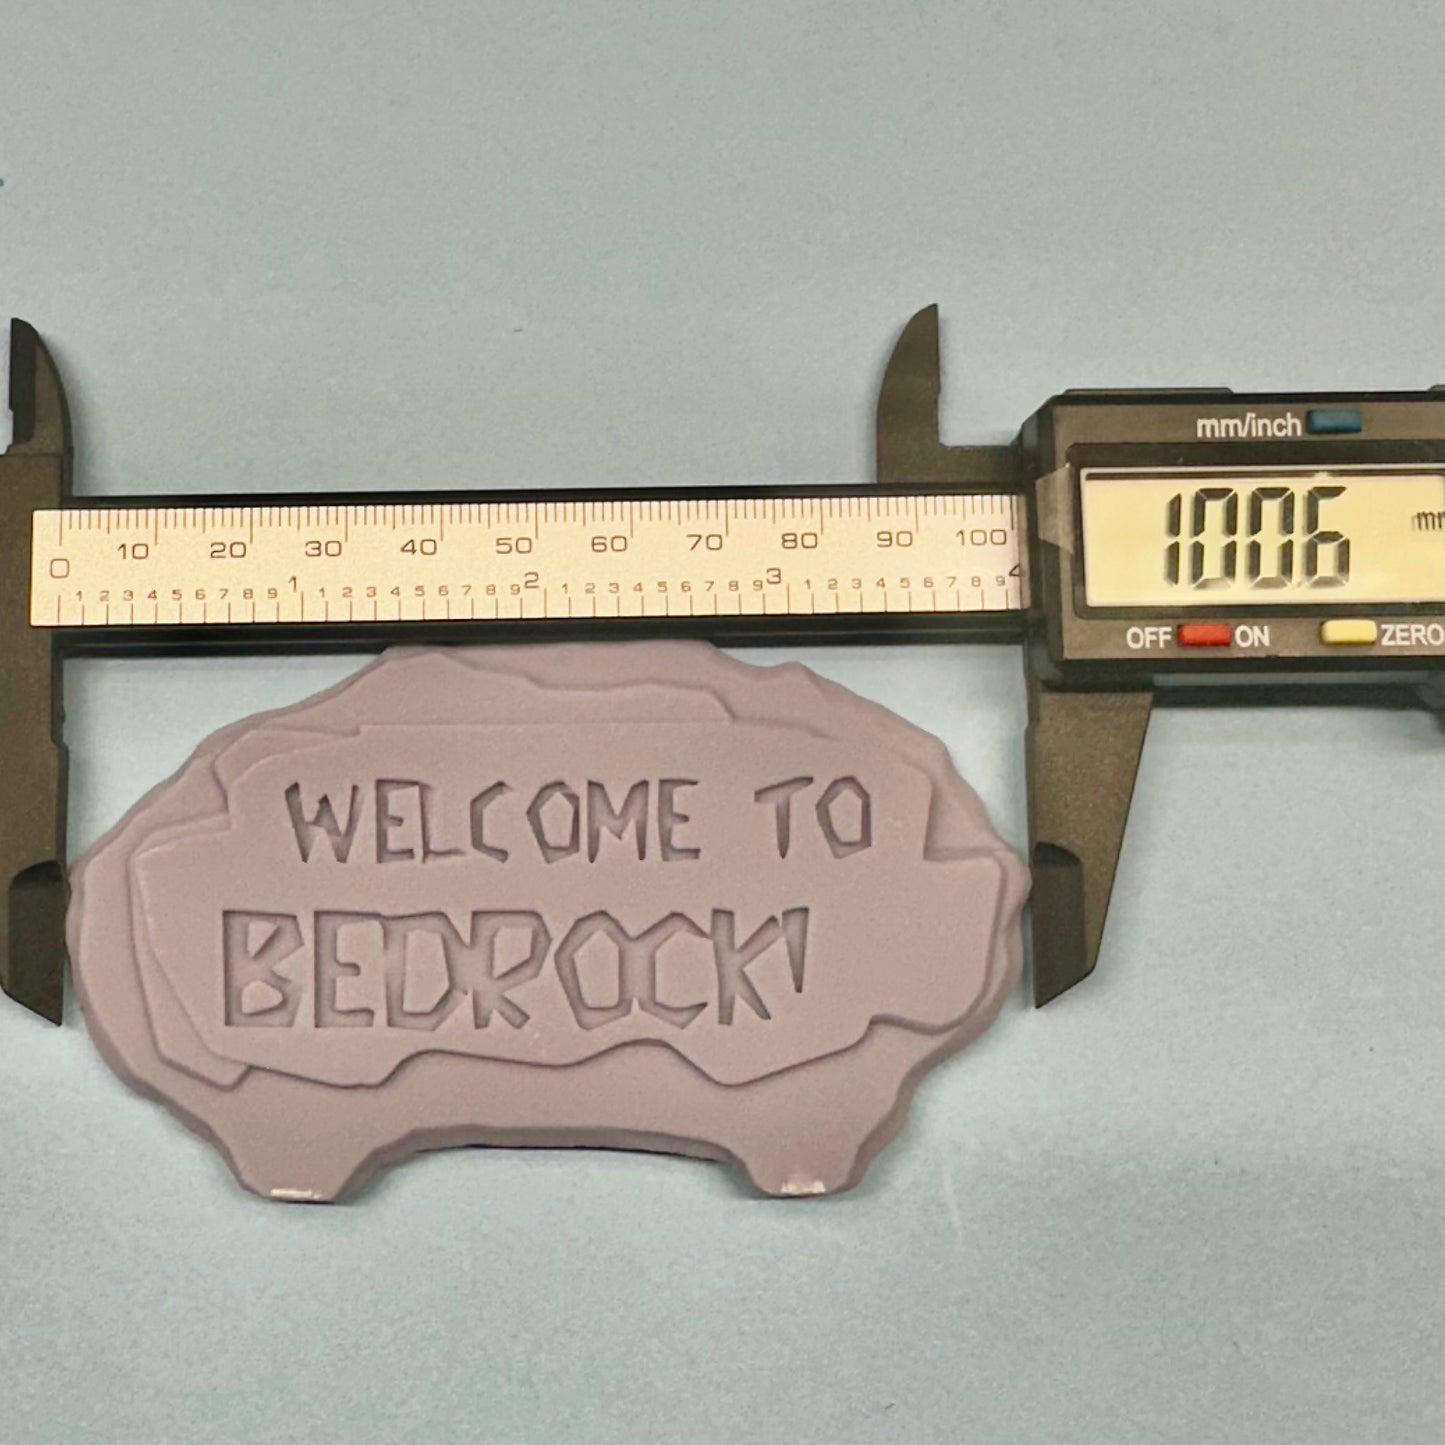 mm/inch
100.6 mm
OFF ON ZERO
0 10 20 30 40 50 60 70 80 90 100
1 2 3 4 5 6 7 8 9 1 1 2 3 4 5 6 7 8 9 2 1 2 3 4 5 6 7 8 9 3 1 2 3 4 5 6 7 8 9 4
WELCOME TO
BEDROCK!